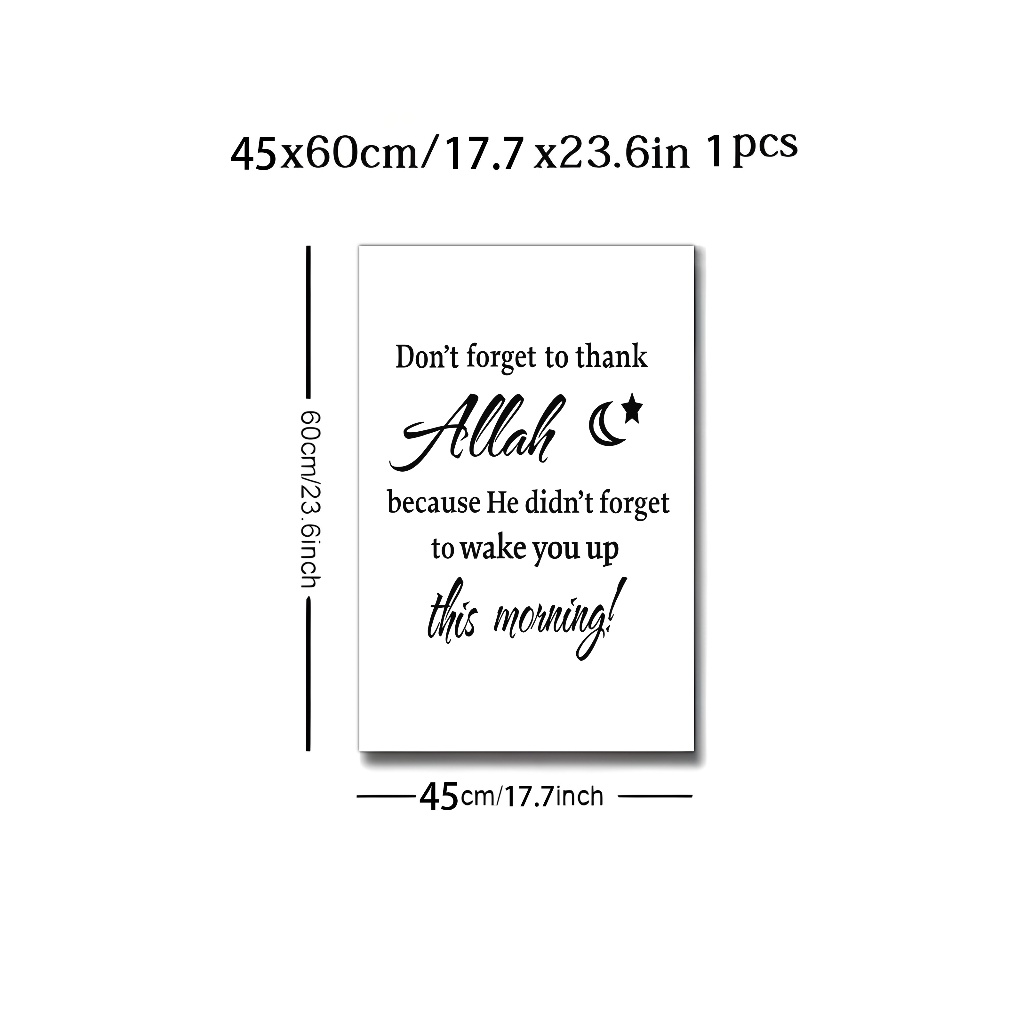 45x60cm/17.7 x23.6in 1pcs
60cm/23.6inch
Don't forget to thank
Allah
because He didn't forget
to wake you up
this morning!
45cm/17.7inch